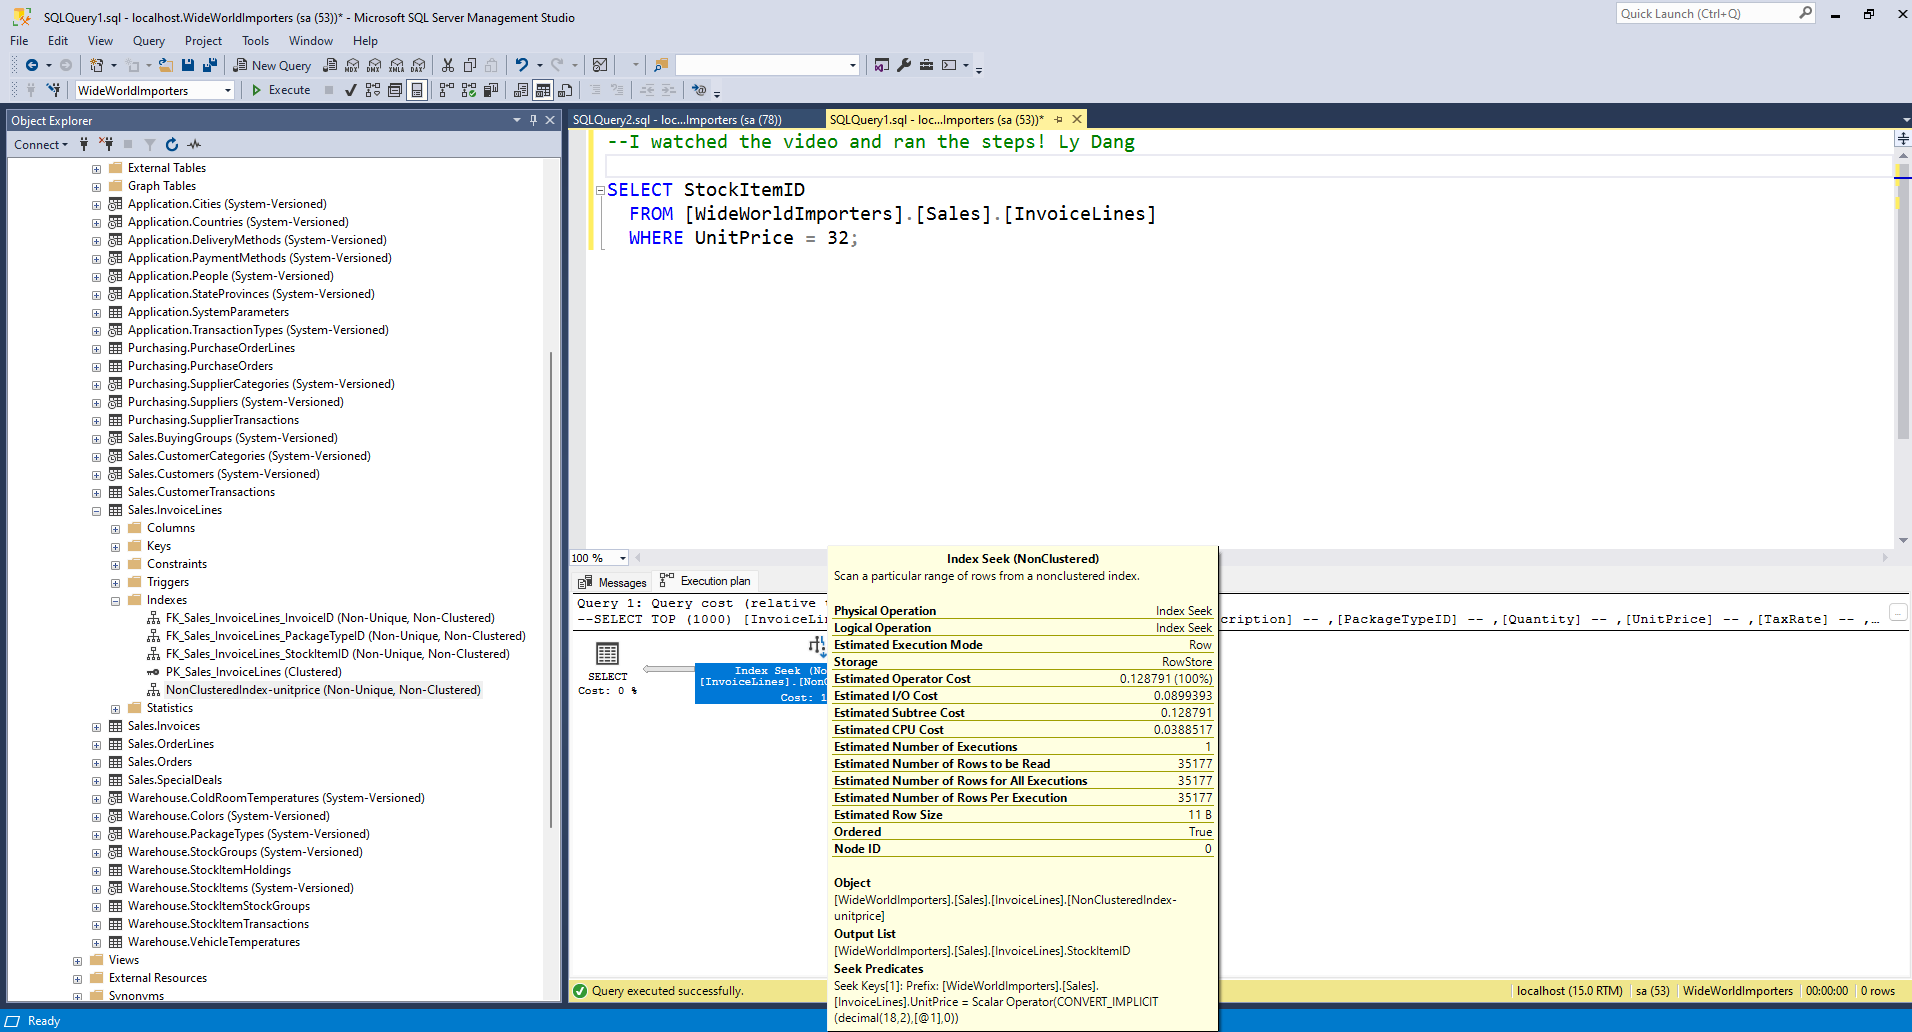 SQLQuery1.sql - localhost.WideWorldImporters (sa (53))* - Microsoft SQL Server Management Studio
Quick Launch (Ctrl+Q)
File Edit View Query Project Tools Window Help
New Query
MDX DMX XMLA DAX
WideWorldImporters
Execute
Object Explorer
Connect
External Tables
Graph Tables
Application.Cities (System-Versioned)
Application.Countries (System-Versioned)
Application.DeliveryMethods (System-Versioned)
Application.PaymentMethods (System-Versioned)
Application.People (System-Versioned)
Application.StateProvinces (System-Versioned)
Application.SystemParameters
Application.TransactionTypes (System-Versioned)
Purchasing.PurchaseOrderLines
Purchasing.PurchaseOrders
Purchasing.SupplierCategories (System-Versioned)
Purchasing.Suppliers (System-Versioned)
Purchasing.SupplierTransactions
Sales.BuyingGroups (System-Versioned)
Sales.CustomerCategories (System-Versioned)
Sales.Customers (System-Versioned)
Sales.CustomerTransactions
Sales.InvoiceLines
Columns
Keys
Constraints
Triggers
Indexes
FK_Sales_InvoiceLines_InvoiceID (Non-Unique, Non-Clustered)
FK_Sales_InvoiceLines_PackageTypeID (Non-Unique, Non-Clustered)
FK_Sales_InvoiceLines_StockItemID (Non-Unique, Non-Clustered)
PK_Sales_InvoiceLines (Clustered)
NonClusteredIndex-unitprice (Non-Unique, Non-Clustered)
Statistics
Sales.Invoices
Sales.OrderLines
Sales.Orders
Sales.SpecialDeals
Warehouse.ColdRoomTemperatures (System-Versioned)
Warehouse.Colors (System-Versioned)
Warehouse.PackageTypes (System-Versioned)
Warehouse.StockGroups (System-Versioned)
Warehouse.StockItemHoldings
Warehouse.StockItems (System-Versioned)
Warehouse.StockItemStockGroups
Warehouse.StockItemTransactions
Warehouse.VehicleTemperatures
Views
External Resources
Synonyms
SQLQuery2.sql - loc...Importers (sa (78))
SQLQuery1.sql - loc...Importers (sa (53))*
--I watched the video and ran the steps! Ly Dang
SELECT StockItemID
FROM [WideWorldImporters].[Sales].[InvoiceLines]
WHERE UnitPrice = 32;
100 %
Messages
Execution plan
Query 1: Query cost (relative
--SELECT TOP (1000) [InvoiceLi
cription] -- ,[PackageTypeID] -- ,[Quantity] -- ,[UnitPrice] -- ,[TaxRate] -- ,...
SELECT
Cost: 0 %
Index Seek (No
[InvoiceLines].[Non
Cost: 1
Index Seek (NonClustered)
Scan a particular range of rows from a nonclustered index.
Physical Operation Index Seek
Logical Operation Index Seek
Estimated Execution Mode Row
Storage RowStore
Estimated Operator Cost 0.128791 (100%)
Estimated I/O Cost 0.0899393
Estimated Subtree Cost 0.128791
Estimated CPU Cost 0.0388517
Estimated Number of Executions 1
Estimated Number of Rows to be Read 35177
Estimated Number of Rows for All Executions 35177
Estimated Number of Rows Per Execution 35177
Estimated Row Size 11 B
Ordered True
Node ID 0
Object
[WideWorldImporters].[Sales].[InvoiceLines].[NonClusteredIndex-
unitprice]
Output List
[WideWorldImporters].[Sales].[InvoiceLines].StockItemID
Seek Predicates
Seek Keys[1]: Prefix: [WideWorldImporters].[Sales].
[InvoiceLines].UnitPrice = Scalar Operator(CONVERT_IMPLICIT
(decimal(18,2),[@1],0))
Query executed successfully.
localhost (15.0 RTM) sa (53) WideWorldImporters 00:00:00 0 rows
Ready